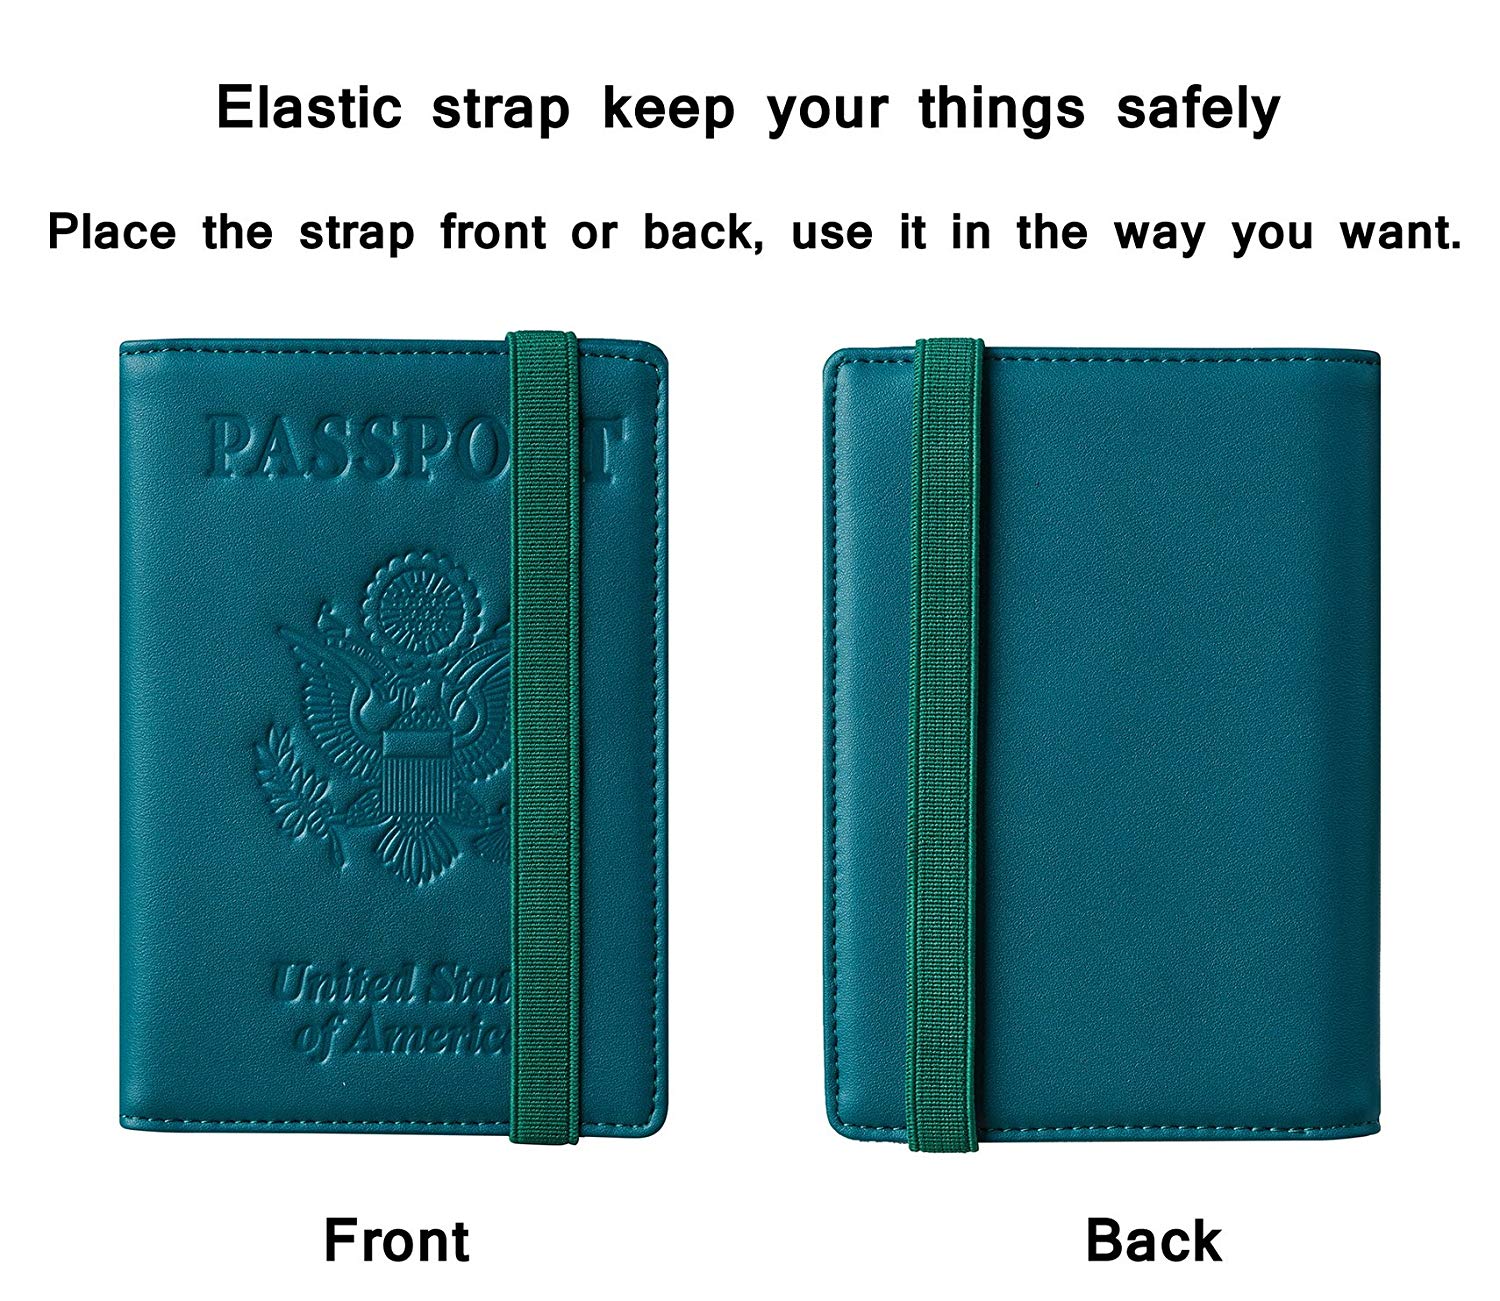 Elastic strap keep your things safely
Place the strap front or back, use it in the way you want.
PASSPO T
United Stat
of Americ
Front
Back